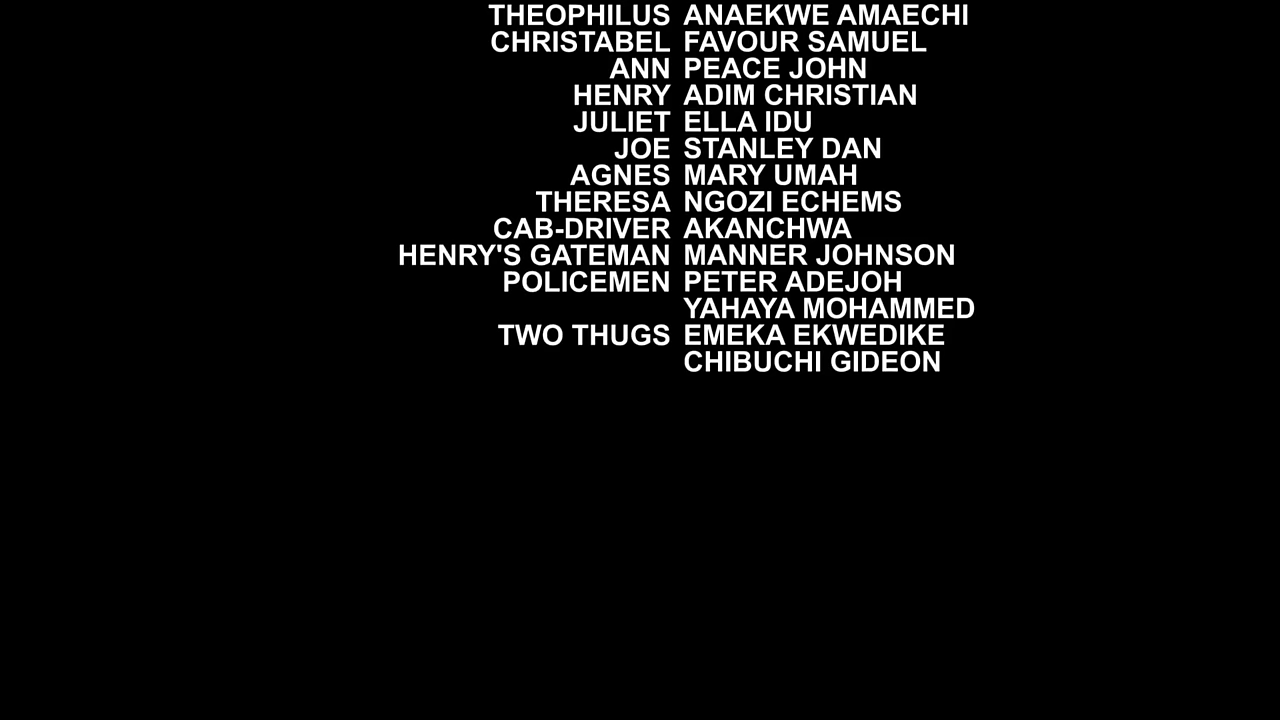 THEOPHILUS ANAEKWE AMAECHI
CHRISTABEL FAVOUR SAMUEL
ANN PEACE JOHN
HENRY ADIM CHRISTIAN
JULIET ELLA IDU
JOE STANLEY DAN
AGNES MARY UMAH
THERESA NGOZI ECHEMS
CAB-DRIVER AKANCHWA
HENRY'S GATEMAN MANNER JOHNSON
POLICEMEN PETER ADEJOH
YAHAYA MOHAMMED
TWO THUGS EMEKA EKWEDIKE
CHIBUCHI GIDEON